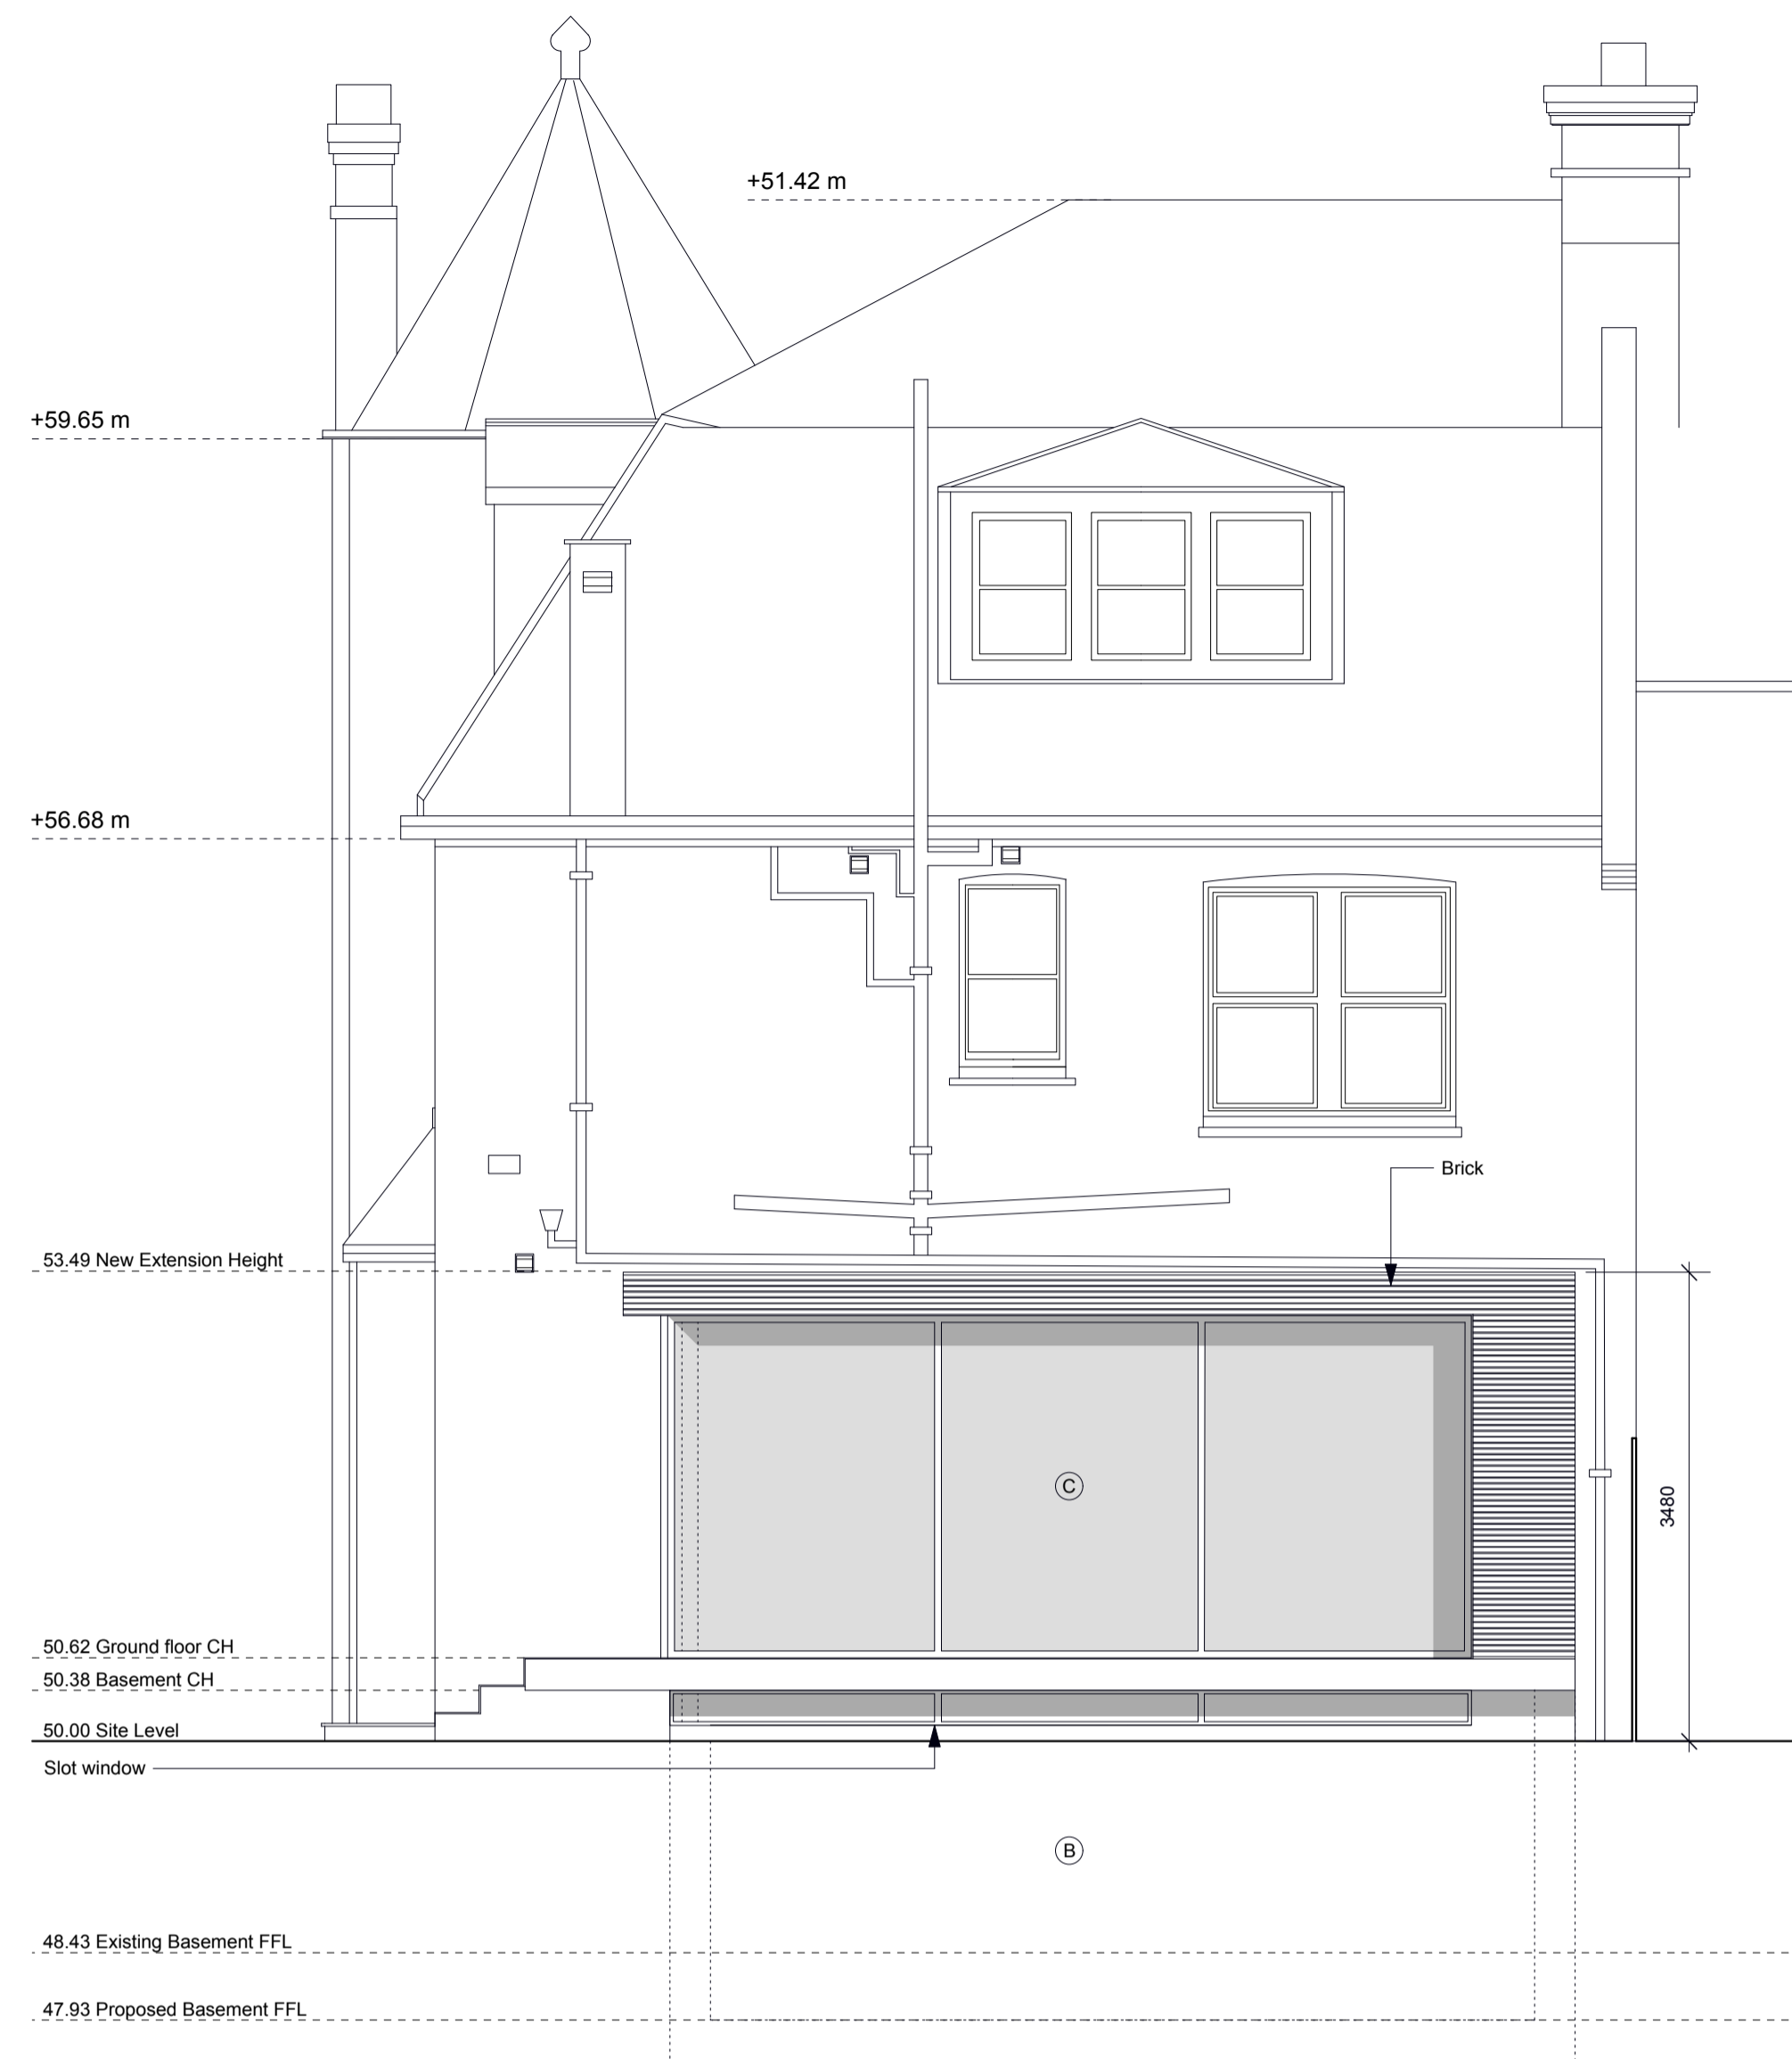 +51.42 m
+59.65 m
+56.68 m
Brick
53.49 New Extension Height
C
3480
50.62 Ground floor CH
50.38 Basement CH
50.00 Site Level
Slot window
B
48.43 Existing Basement FFL
47.93 Proposed Basement FFL